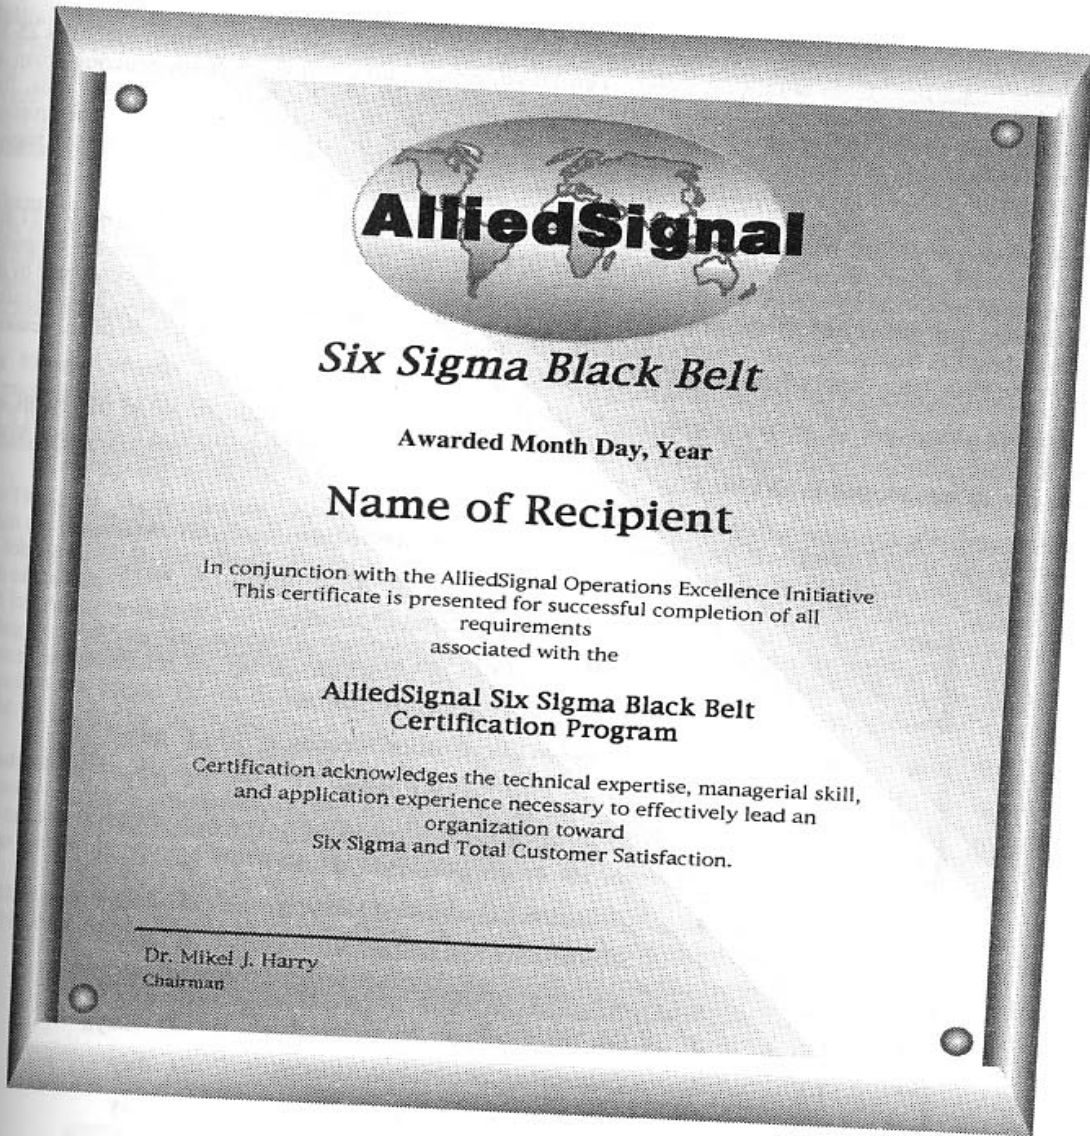 AlliedSignal
Six Sigma Black Belt
Awarded Month Day, Year
Name of Recipient
In conjunction with the AlliedSignal Operations Excellence Initiative
This certificate is presented for successful completion of all
requirements
associated with the
AlliedSignal Six Sigma Black Belt
Certification Program
Certification acknowledges the technical expertise, managerial skill,
and application experience necessary to effectively lead an
organization toward
Six Sigma and Total Customer Satisfaction.
Dr. Mikel J. Harry
Chairman